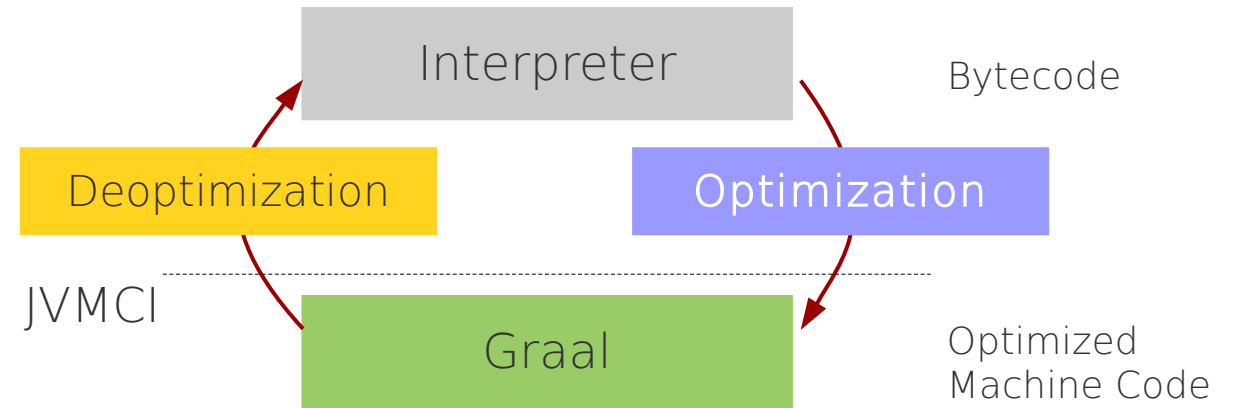 Interpreter
Bytecode
Deoptimization
Optimization
JVMCI
Graal
Optimized
Machine Code